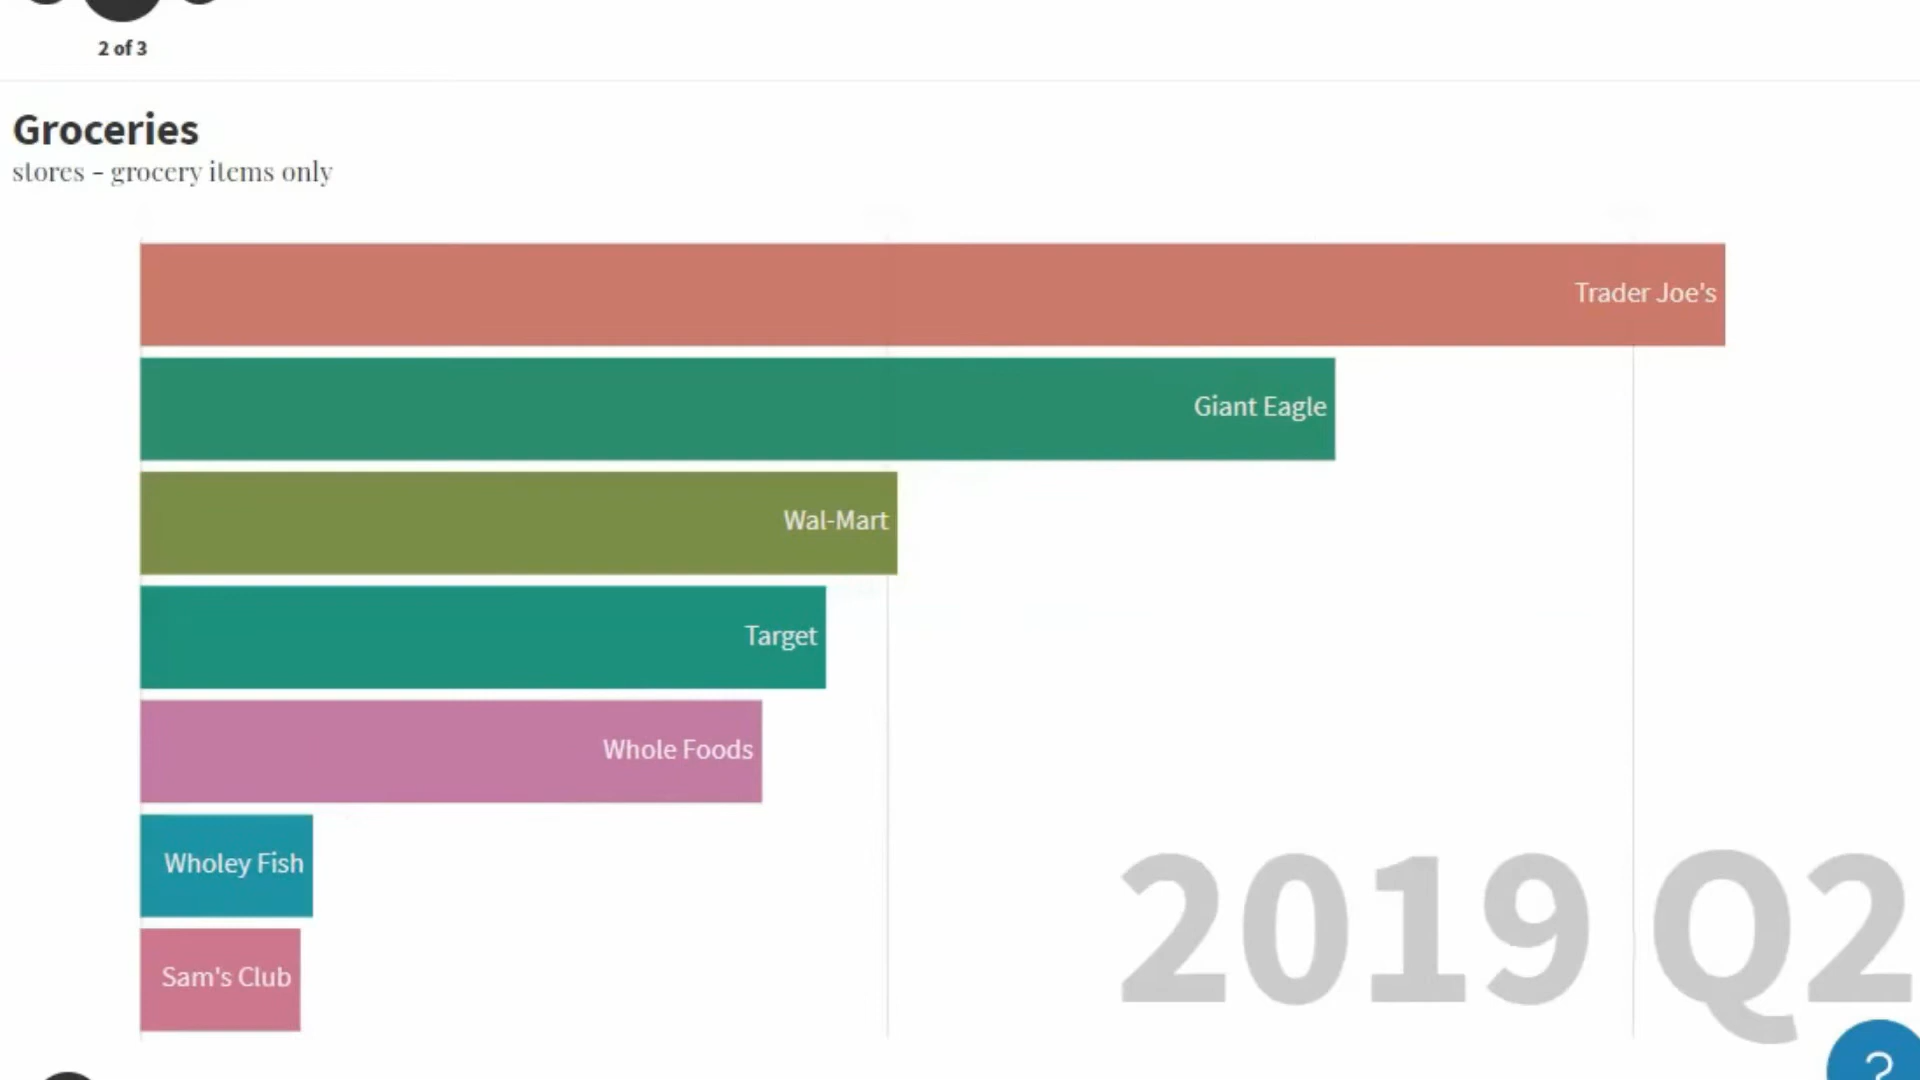 2 of 3
Groceries
stores - grocery items only
Trader Joe's
Giant Eagle
Wal-Mart
Target
Whole Foods
Wholey Fish
Sam's Club
2019 Q2
?